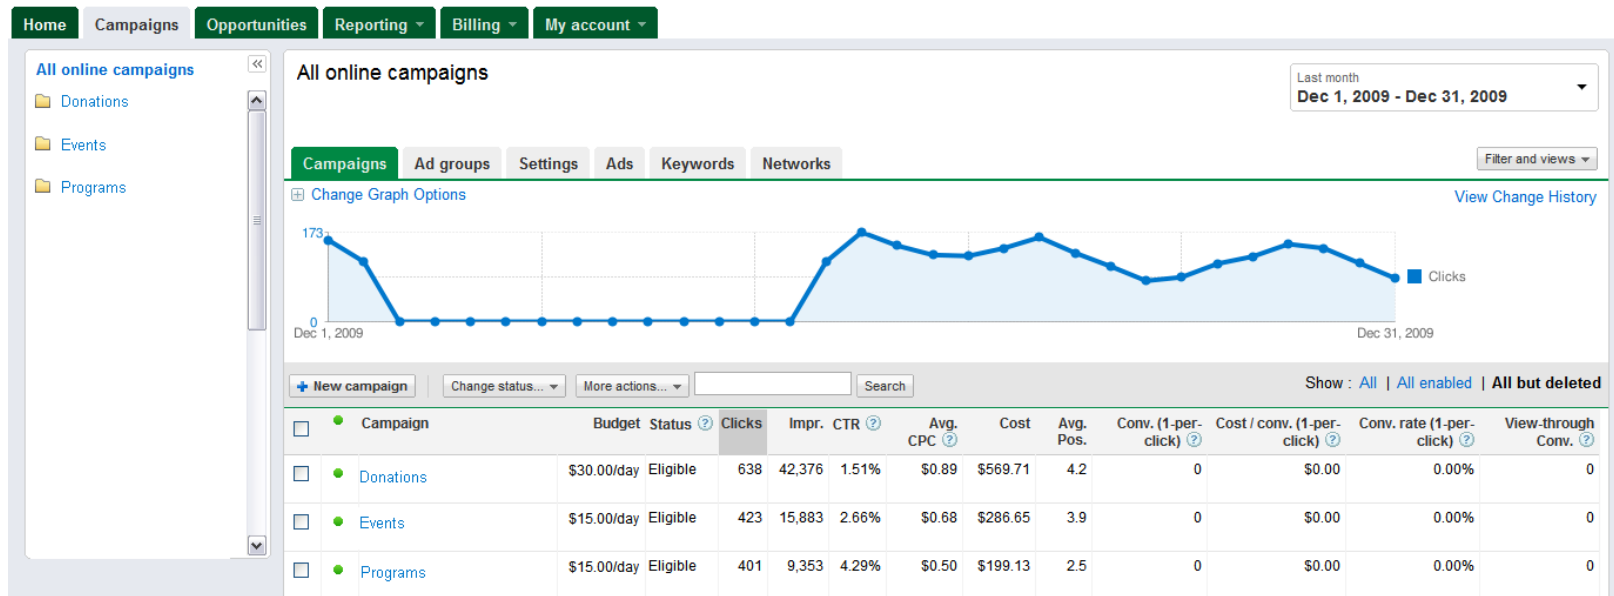 Home Campaigns Opportunities Reporting Billing My account
All online campaigns
Donations
Events
Programs
All online campaigns
Last month
Dec 1, 2009 - Dec 31, 2009
Campaigns Ad groups Settings Ads Keywords Networks
Filter and views
Change Graph Options
View Change History
173
0
Dec 1, 2009
Dec 31, 2009
Clicks
New campaign Change status... More actions... Search
Show : All | All enabled | All but deleted
Campaign Budget Status ? Clicks Impr. CTR ? Avg. CPC ? Cost Avg. Pos. Conv. (1-per-click) ? Cost / conv. (1-per-click) ? Conv. rate (1-per-click) ? View-through Conv. ?
Donations $30.00/day Eligible 638 42,376 1.51% $0.89 $569.71 4.2 0 $0.00 0.00% 0
Events $15.00/day Eligible 423 15,883 2.66% $0.68 $286.65 3.9 0 $0.00 0.00% 0
Programs $15.00/day Eligible 401 9,353 4.29% $0.50 $199.13 2.5 0 $0.00 0.00% 0